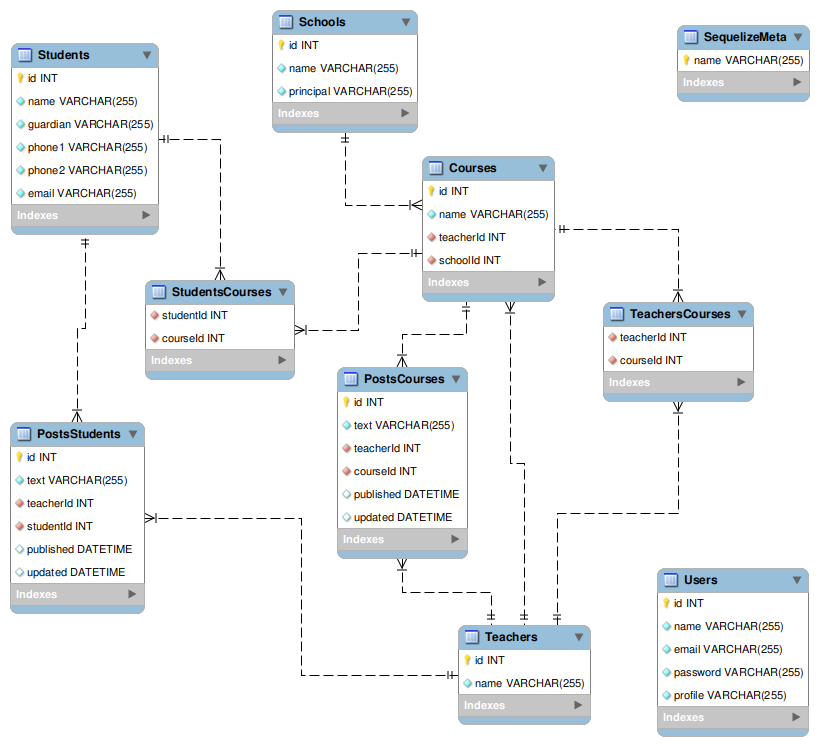 Schools
id INT
name VARCHAR(255)
principal VARCHAR(255)
Indexes
SequelizeMeta
name VARCHAR(255)
Indexes
Students
id INT
name VARCHAR(255)
guardian VARCHAR(255)
phone1 VARCHAR(255)
phone2 VARCHAR(255)
email VARCHAR(255)
Indexes
Courses
id INT
name VARCHAR(255)
teacherId INT
schoolId INT
Indexes
StudentsCourses
studentId INT
courseId INT
Indexes
TeachersCourses
teacherId INT
courseId INT
Indexes
PostsCourses
id INT
text VARCHAR(255)
teacherId INT
courseId INT
published DATETIME
updated DATETIME
Indexes
PostsStudents
id INT
text VARCHAR(255)
teacherId INT
studentId INT
published DATETIME
updated DATETIME
Indexes
Teachers
id INT
name VARCHAR(255)
Indexes
Users
id INT
name VARCHAR(255)
email VARCHAR(255)
password VARCHAR(255)
profile VARCHAR(255)
Indexes